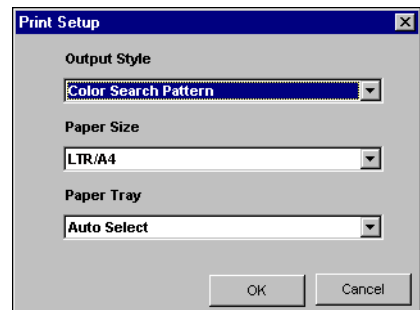 Print Setup
Output Style
Color Search Pattern
Paper Size
LTR/A4
Paper Tray
Auto Select
OK Cancel